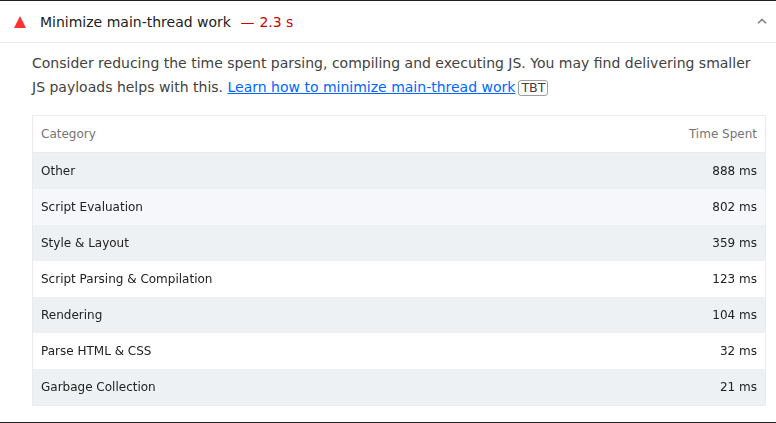 Minimize main-thread work — 2.3 s
Consider reducing the time spent parsing, compiling and executing JS. You may find delivering smaller
JS payloads helps with this. Learn how to minimize main-thread work TBT
Category Time Spent
Other 888 ms
Script Evaluation 802 ms
Style & Layout 359 ms
Script Parsing & Compilation 123 ms
Rendering 104 ms
Parse HTML & CSS 32 ms
Garbage Collection 21 ms